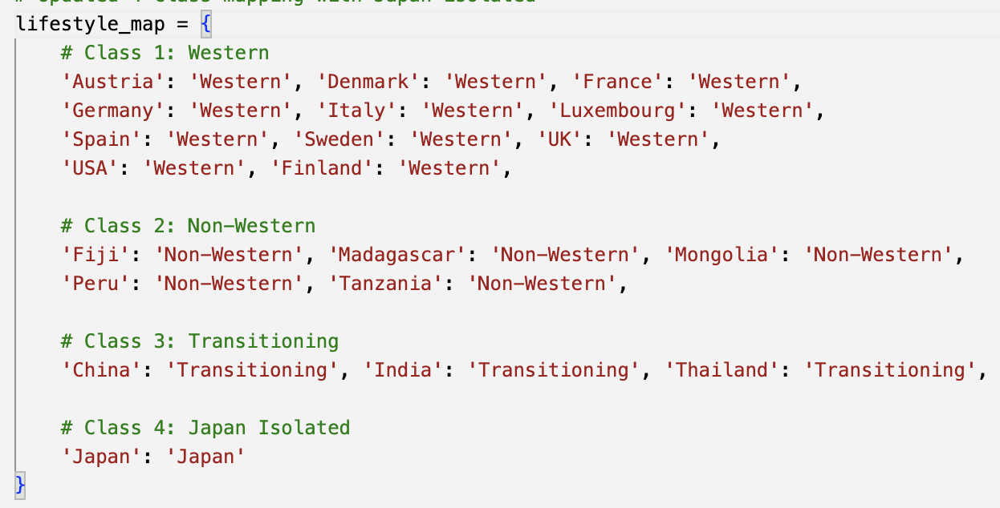 lifestyle_map = {
    # Class 1: Western
    'Austria': 'Western', 'Denmark': 'Western', 'France': 'Western',
    'Germany': 'Western', 'Italy': 'Western', 'Luxembourg': 'Western',
    'Spain': 'Western', 'Sweden': 'Western', 'UK': 'Western',
    'USA': 'Western', 'Finland': 'Western',
    # Class 2: Non-Western
    'Fiji': 'Non-Western', 'Madagascar': 'Non-Western', 'Mongolia': 'Non-Western',
    'Peru': 'Non-Western', 'Tanzania': 'Non-Western',
    # Class 3: Transitioning
    'China': 'Transitioning', 'India': 'Transitioning', 'Thailand': 'Transitioning',
    # Class 4: Japan Isolated
    'Japan': 'Japan'
}